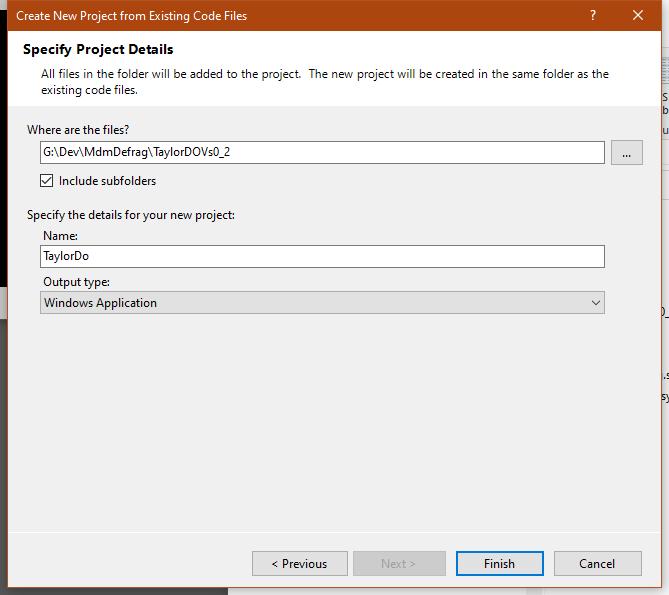 Create New Project from Existing Code Files
?
Specify Project Details
All files in the folder will be added to the project. The new project will be created in the same folder as the
existing code files.
Where are the files?
G:\Dev\MdmDefrag\TaylorDOVs0_2
...
Include subfolders
Specify the details for your new project:
Name:
TaylorDo
Output type:
Windows Application
< Previous
Next >
Finish
Cancel